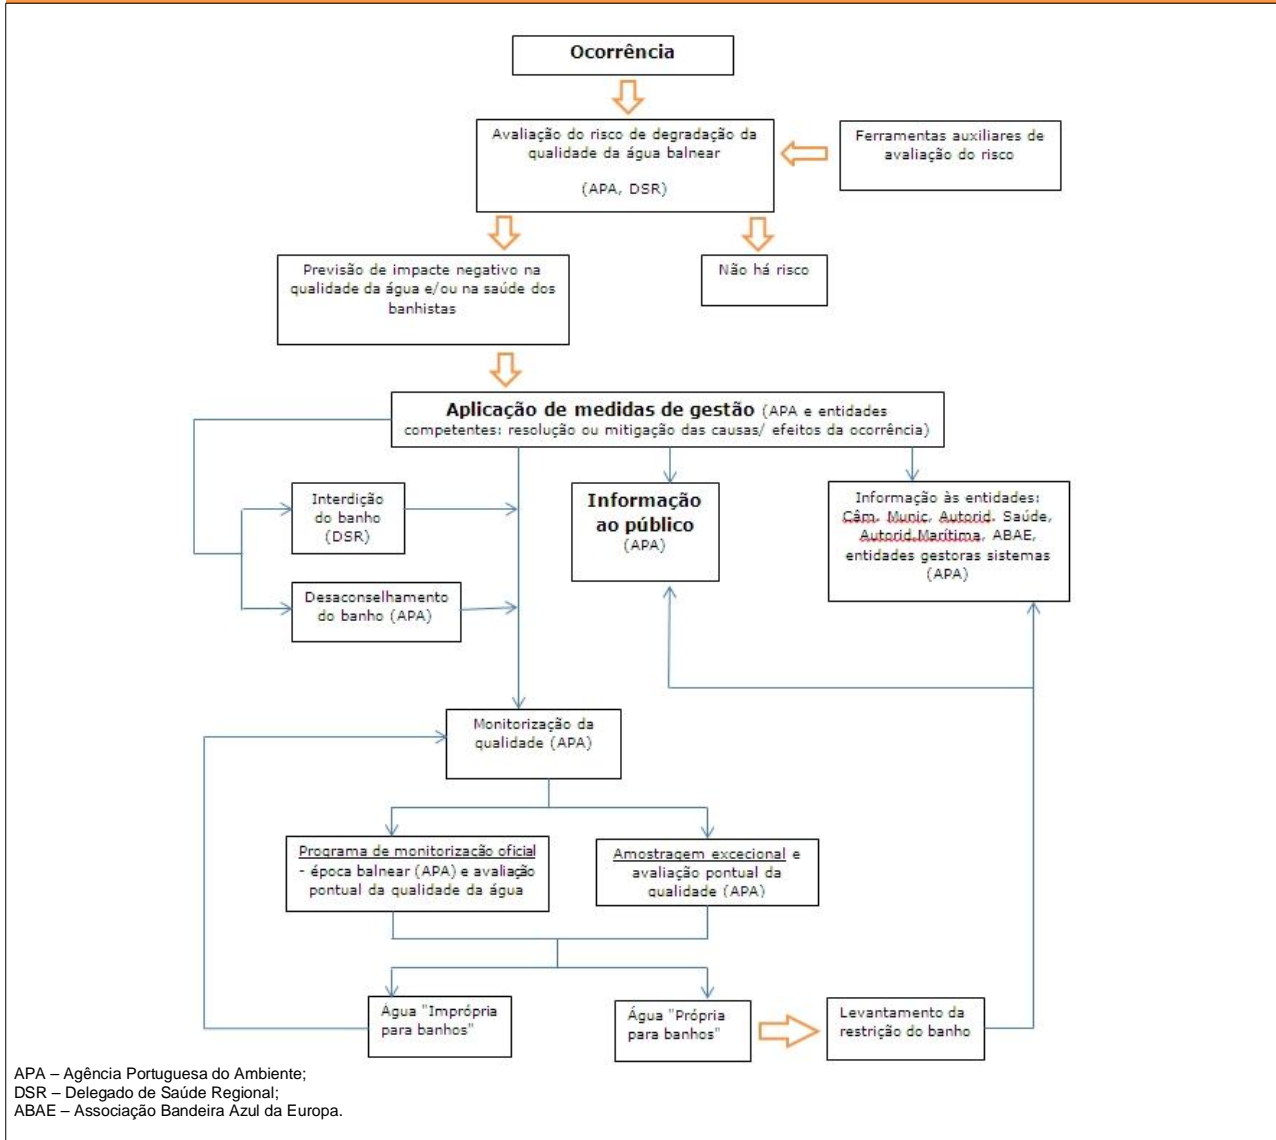 Ocorrência
Avaliação do risco de degradação da
qualidade da água balnear
(APA, DSR)
Ferramentas auxiliares de
avaliação do risco
Previsão de impacte negativo na
qualidade da água e/ou na saúde dos
banhistas
Não há risco
Aplicação de medidas de gestão (APA e entidades
competentes: resolução ou mitigação das causas/ efeitos da ocorrência)
Interdição
do banho
(DSR)
Desaconselhamento
do banho (APA)
Informação
ao público
(APA)
Informação às entidades:
Câm. Munic, Autorid. Saúde,
Autorid.Marítima, ABAE,
entidades gestoras sistemas
(APA)
Monitorização da
qualidade (APA)
Programa de monitorização oficial
- época balnear (APA) e avaliação
pontual da qualidade da água
Amostragem excecional e
avaliação pontual da
qualidade (APA)
Água "Imprópria
para banhos"
Água "Própria
para banhos"
Levantamento da
restrição do banho
APA – Agência Portuguesa do Ambiente;
DSR – Delegado de Saúde Regional;
ABAE – Associação Bandeira Azul da Europa.